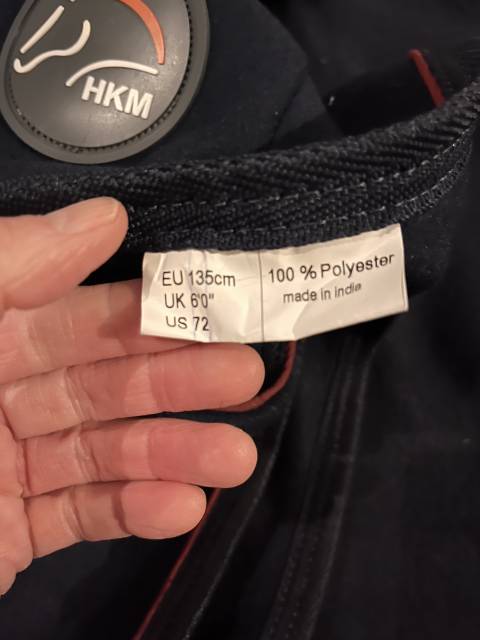 HKM
EU 135cm
UK 6'0"
US 72
100 % Polyester
made in India